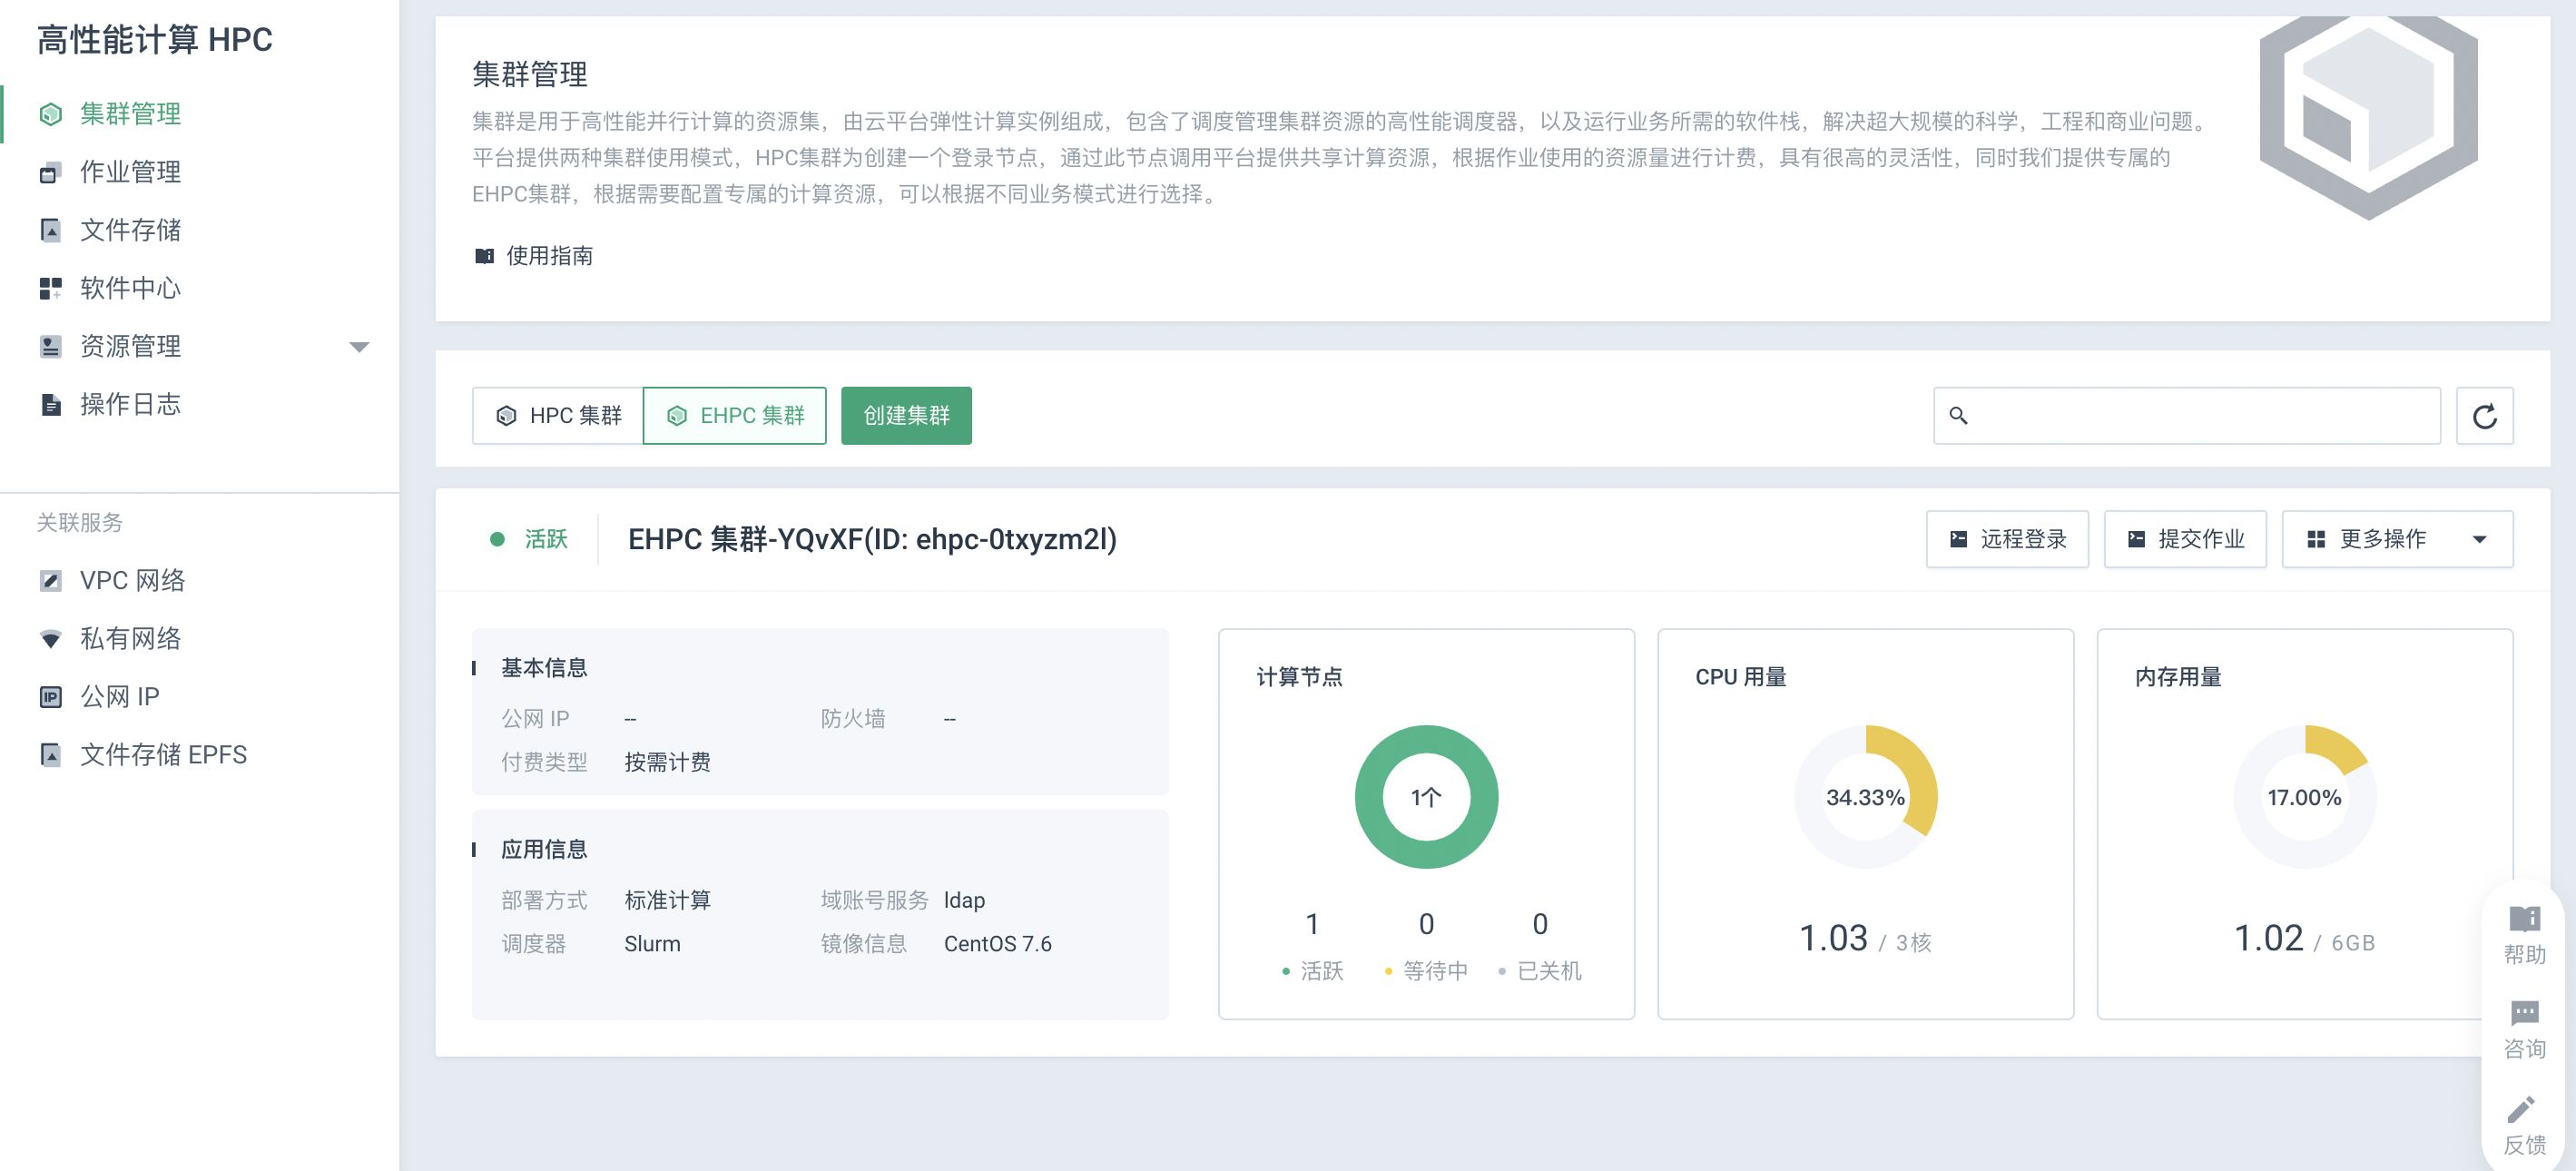 高性能计算 HPC
集群管理
作业管理
文件存储
软件中心
资源管理
操作日志
关联服务
VPC 网络
私有网络
IP 公网 IP
文件存储 EPFS
集群管理
集群是用于高性能并行计算的资源集，由云平台弹性计算实例组成，包含了调度管理集群资源的高性能调度器，以及运行业务所需的软件栈，解决超大规模的科学，工程和商业问题。
平台提供两种集群使用模式，HPC集群为创建一个登录节点，通过此节点调用平台提供共享计算资源，根据作业使用的资源量进行计费，具有很高的灵活性，同时我们提供专属的
EHPC集群，根据需要配置专属的计算资源，可以根据不同业务模式进行选择。
使用指南
HPC 集群 EHPC 集群 创建集群
活跃 EHPC 集群-YQvXF(ID: ehpc-0txyzm2l) 远程登录 提交作业 更多操作
基本信息
公网 IP -- 防火墙 --
付费类型 按需计费
应用信息
部署方式 标准计算 域账号服务 ldap
调度器 Slurm 镜像信息 CentOS 7.6
计算节点
1个
1 0 0
活跃 等待中 已关机
CPU 用量
34.33%
1.03 / 3核
内存用量
17.00%
1.02 / 6GB
帮助
咨询
反馈